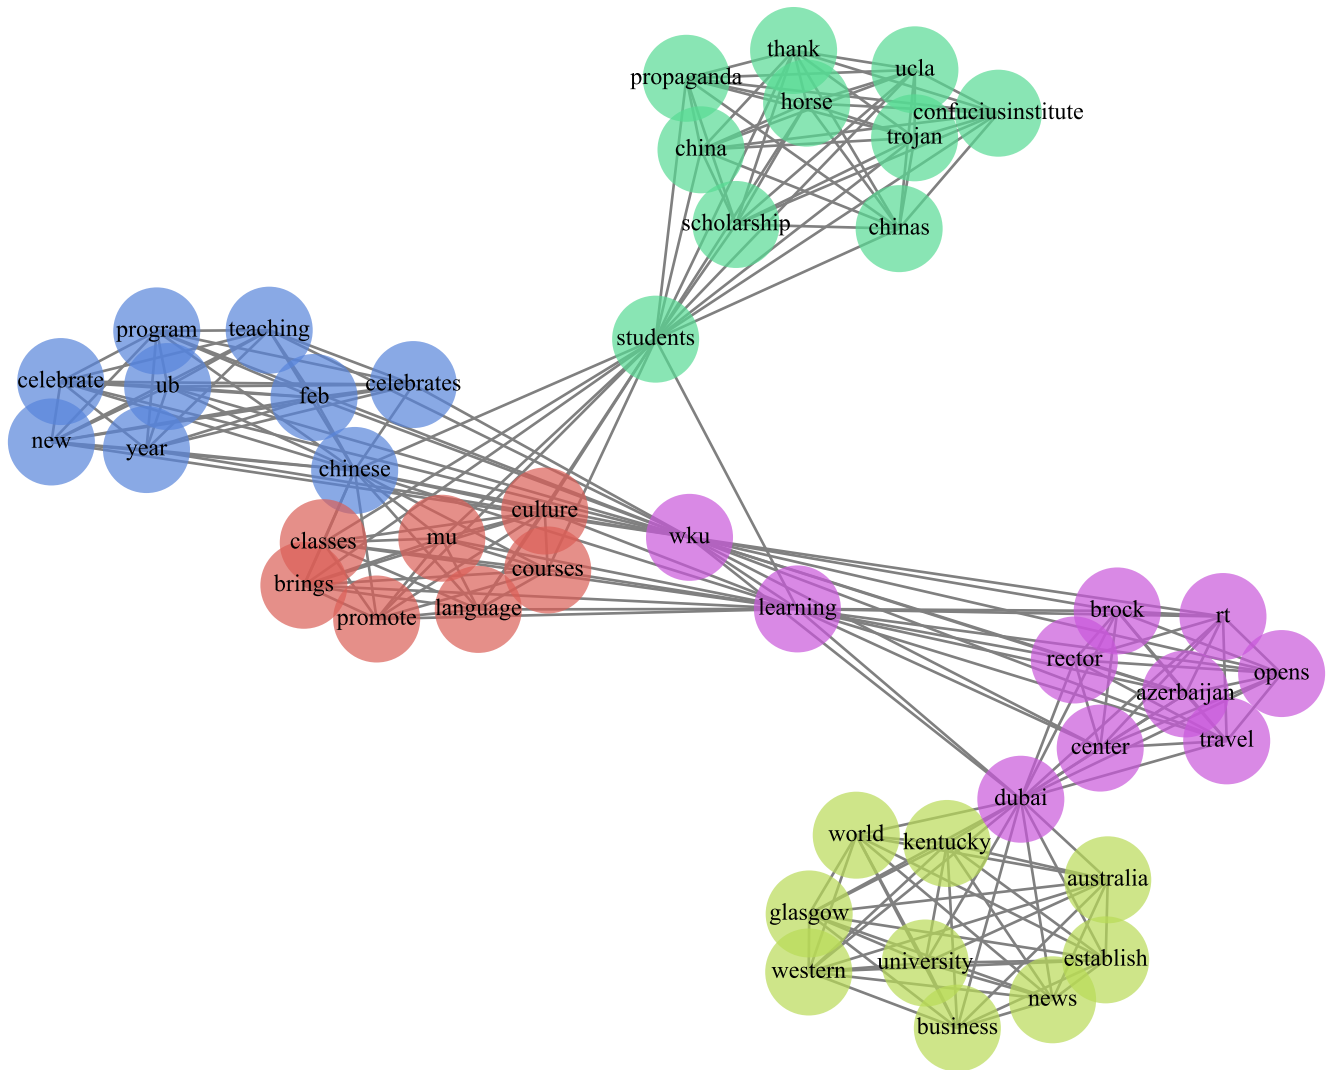 thank
ucla
propaganda
horse
confuciusinstitute
trojan
china
scholarship
chinas
students
program
teaching
celebrate
ub
feb
celebrates
new
year
chinese
culture
classes
mu
wku
courses
brings
language
promote
learning
brock
rt
rector
opens
azerbaijan
center
travel
dubai
world
kentucky
australia
glasgow
university
establish
western
news
business